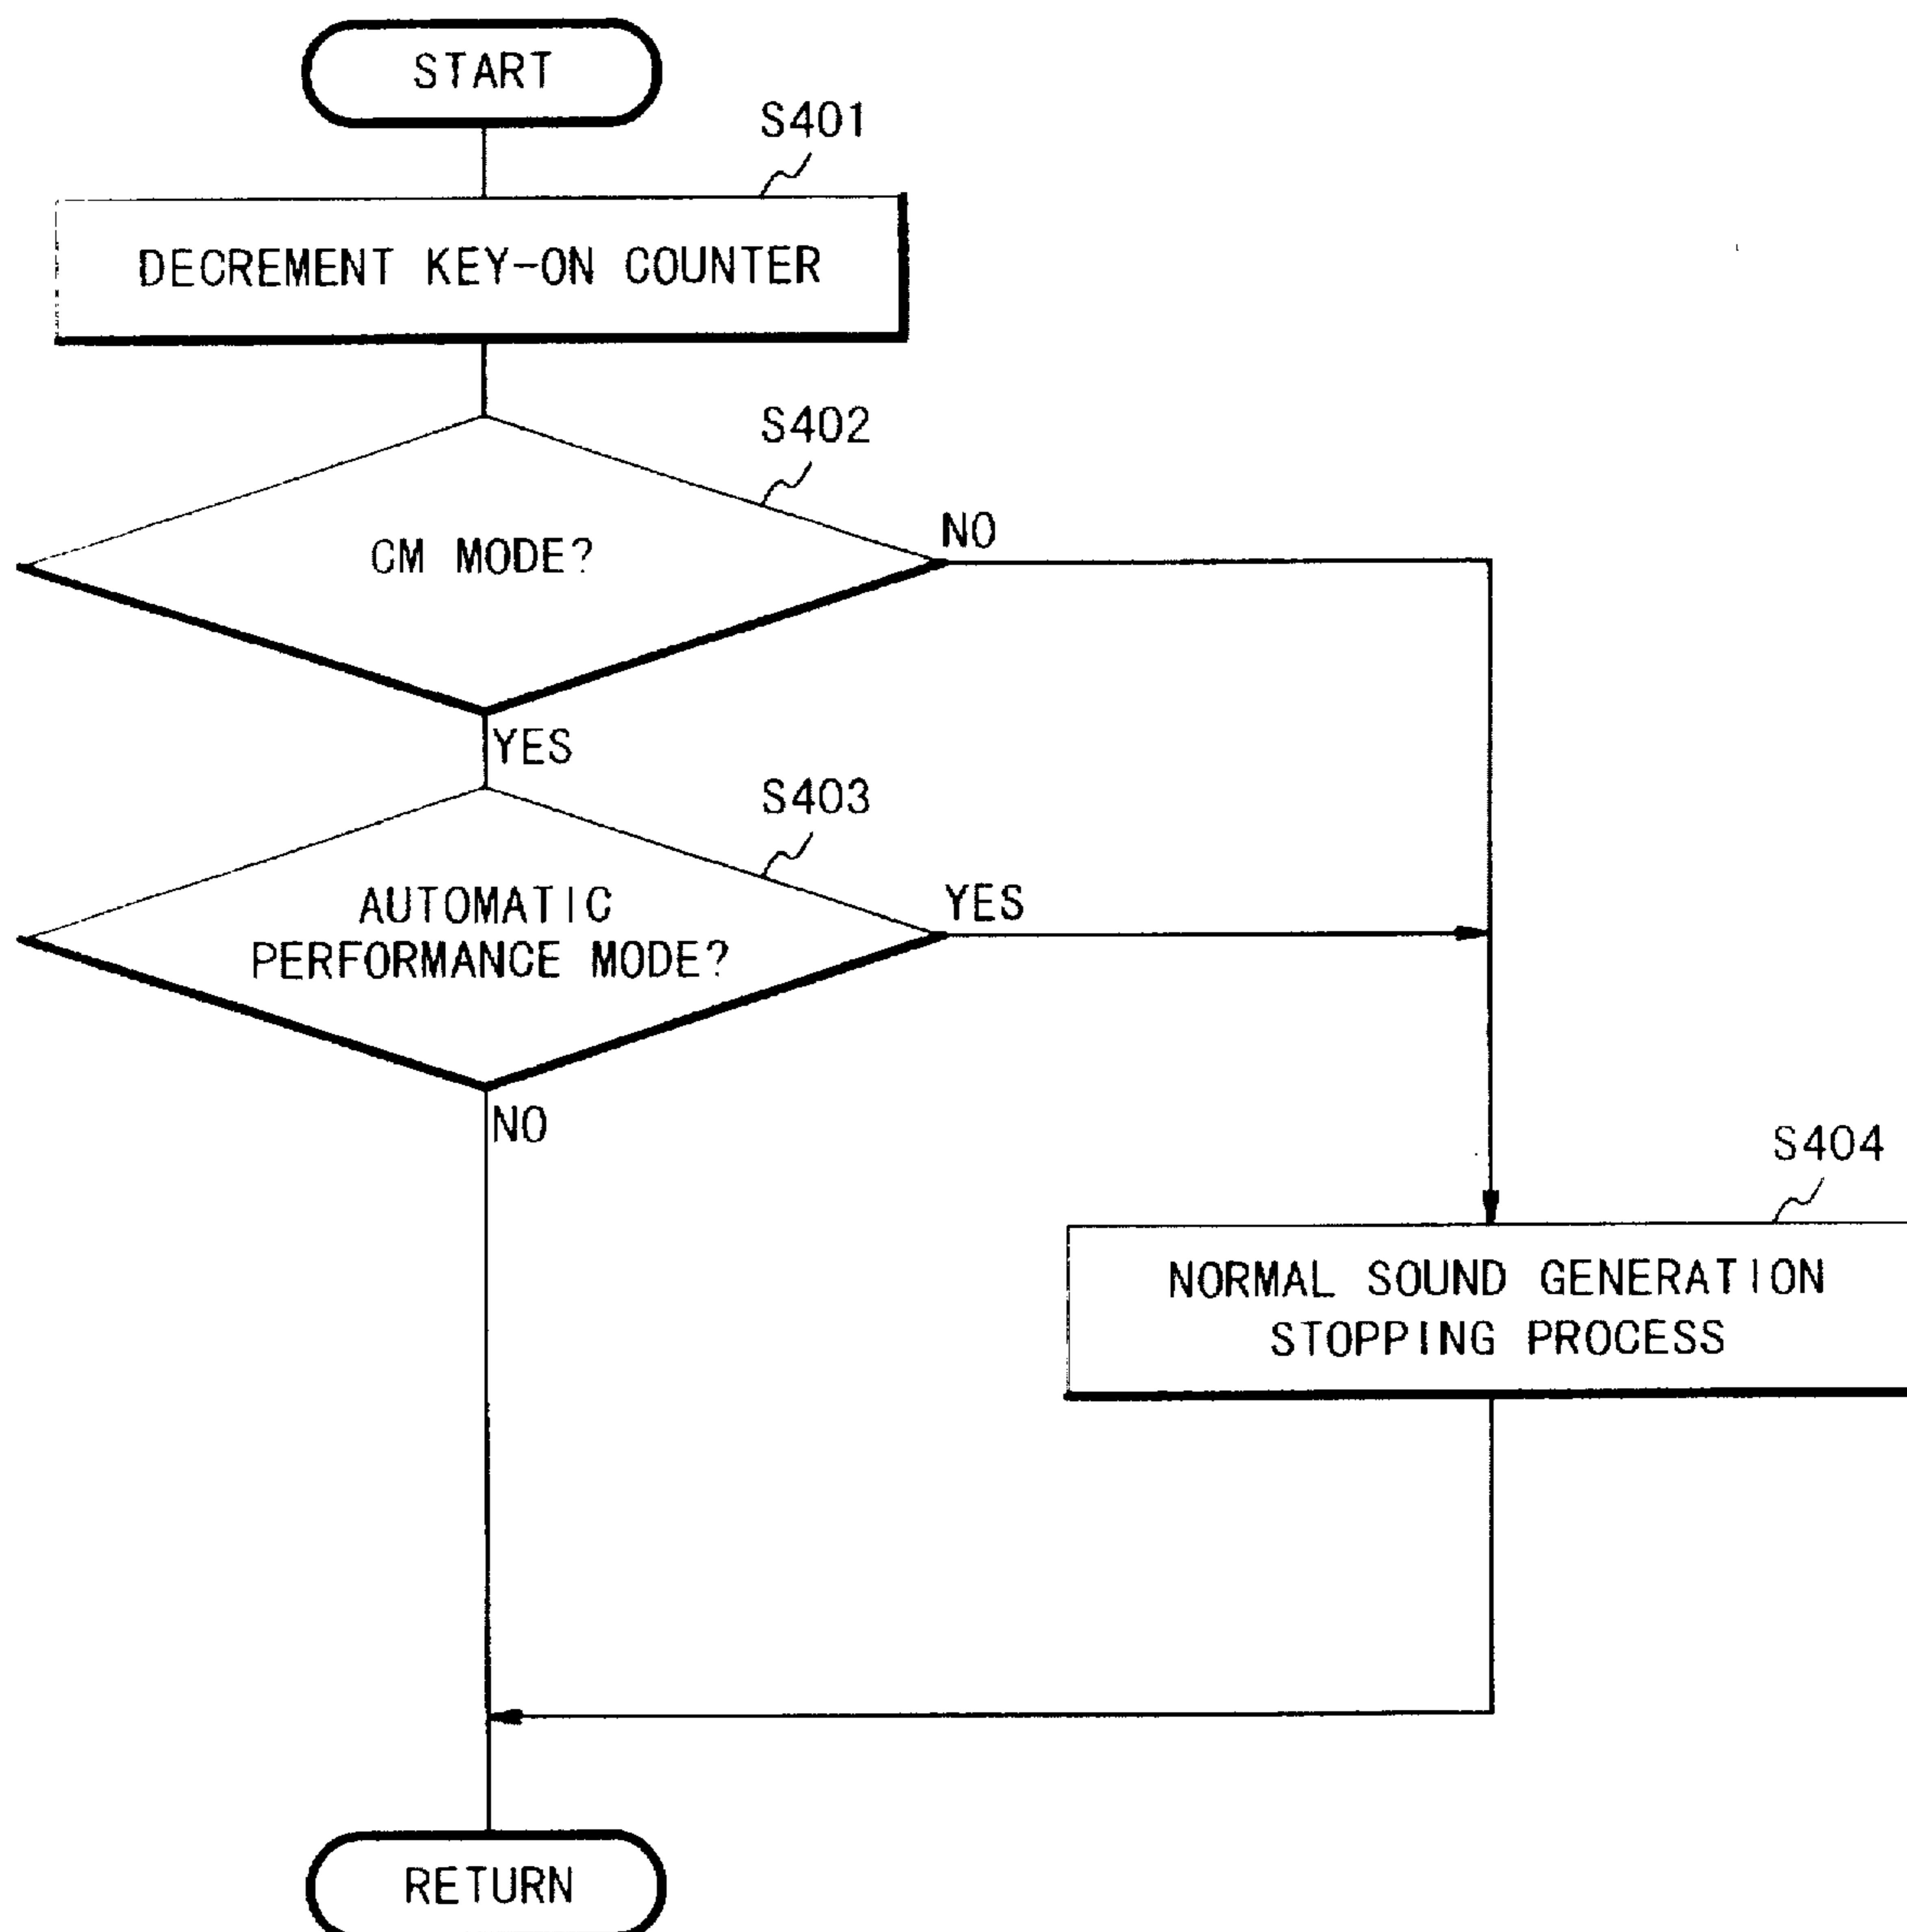 START
S401
DECREMENT KEY-ON COUNTER
S402
CM MODE?
NO
YES
S403
AUTOMATIC
PERFORMANCE MODE?
YES
NO
S404
NORMAL SOUND GENERATION
STOPPING PROCESS
RETURN